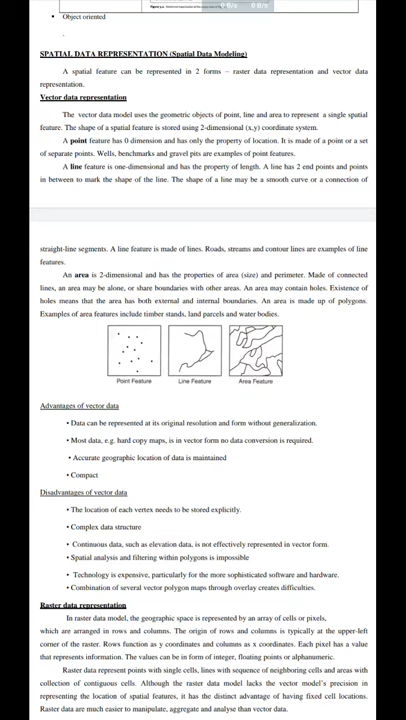 0 B/s 0 B/s
• Object oriented
.
SPATIAL DATA REPRESENTATION (Spatial Data Modeling)
A spatial feature can be represented in 2 forms – raster data representation and vector data
representation.
Vector data representation
The vector data model uses the geometric objects of point, line and area to represent a single spatial
feature. The shape of a spatial feature is stored using 2-dimensional (x,y) coordinate system.
A point feature has 0 dimension and has only the property of location. It is made of a point or a set
of separate points. Wells, benchmarks and gravel pits are examples of point features.
A line feature is one-dimensional and has the property of length. A line has 2 end points and points
in between to mark the shape of the line. The shape of a line may be a smooth curve or a connection of
straight-line segments. A line feature is made of lines. Roads, streams and contour lines are examples of line
features.
An area is 2-dimensional and has the properties of area (size) and perimeter. Made of connected
lines, an area may be alone, or share boundaries with other areas. An area may contain holes. Existence of
holes means that the area has both external and internal boundaries. An area is made up of polygons.
Examples of area features include timber stands, land parcels and water bodies.
Point Feature Line Feature Area Feature
Advantages of vector data
• Data can be represented at its original resolution and form without generalization.
• Most data, e.g. hard copy maps, is in vector form no data conversion is required.
• Accurate geographic location of data is maintained
• Compact
Disadvantages of vector data
• The location of each vertex needs to be stored explicitly.
• Complex data structure
• Continuous data, such as elevation data, is not effectively represented in vector form.
• Spatial analysis and filtering within polygons is impossible
• Technology is expensive, particularly for the more sophisticated software and hardware.
• Combination of several vector polygon maps through overlay creates difficulties.
Raster data representation
In raster data model, the geographic space is represented by an array of cells or pixels,
which are arranged in rows and columns. The origin of rows and columns is typically at the upper-left
corner of the raster. Rows function as y coordinates and columns as x coordinates. Each pixel has a value
that represents information. The values can be in form of integer, floating points or alphanumeric.
Raster data represent points with single cells, lines with sequence of neighboring cells and areas with
collection of contiguous cells. Although the raster data model lacks the vector model's precision in
representing the location of spatial features, it has the distinct advantage of having fixed cell locations.
Raster data are much easier to manipulate, aggregate and analyse than vector data.